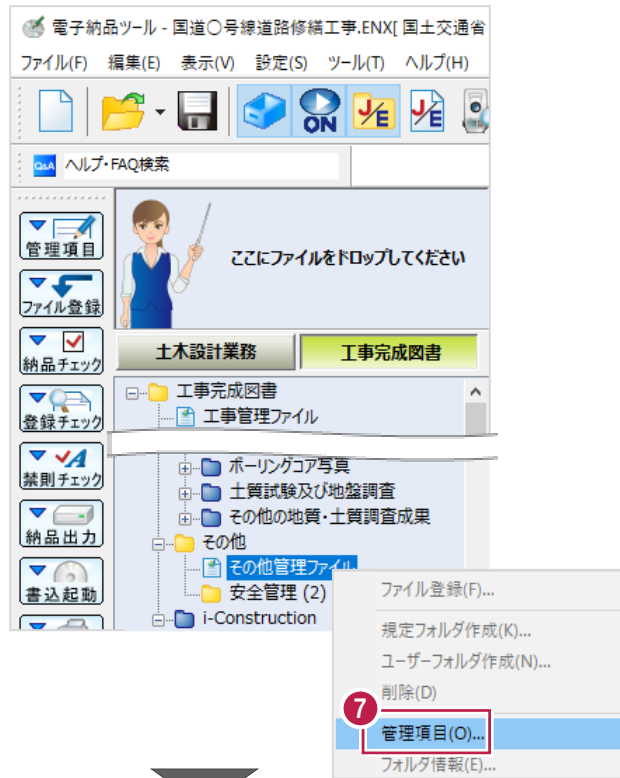 電子納品ツール - 国道〇号線道路修繕工事.ENX[ 国土交通省
ファイル(F) 編集(E) 表示(V) 設定(S) ツール(T) ヘルプ(H)
ON J/E J/E
Q&A ヘルプ・FAQ検索
管理項目
ファイル登録
納品チェック
登録チェック
禁則チェック
納品出力
書込起動
ここにファイルをドロップしてください
土木設計業務 工事完成図書
工事完成図書
工事管理ファイル
ボーリングコア写真
土質試験及び地盤調査
その他の地質・土質調査成果
その他
その他管理ファイル
安全管理 (2)
i-Construction
ファイル登録(F)...
規定フォルダ作成(K)...
ユーザーフォルダ作成(N)...
削除(D)
7
管理項目(O)...
フォルダ情報(E)...